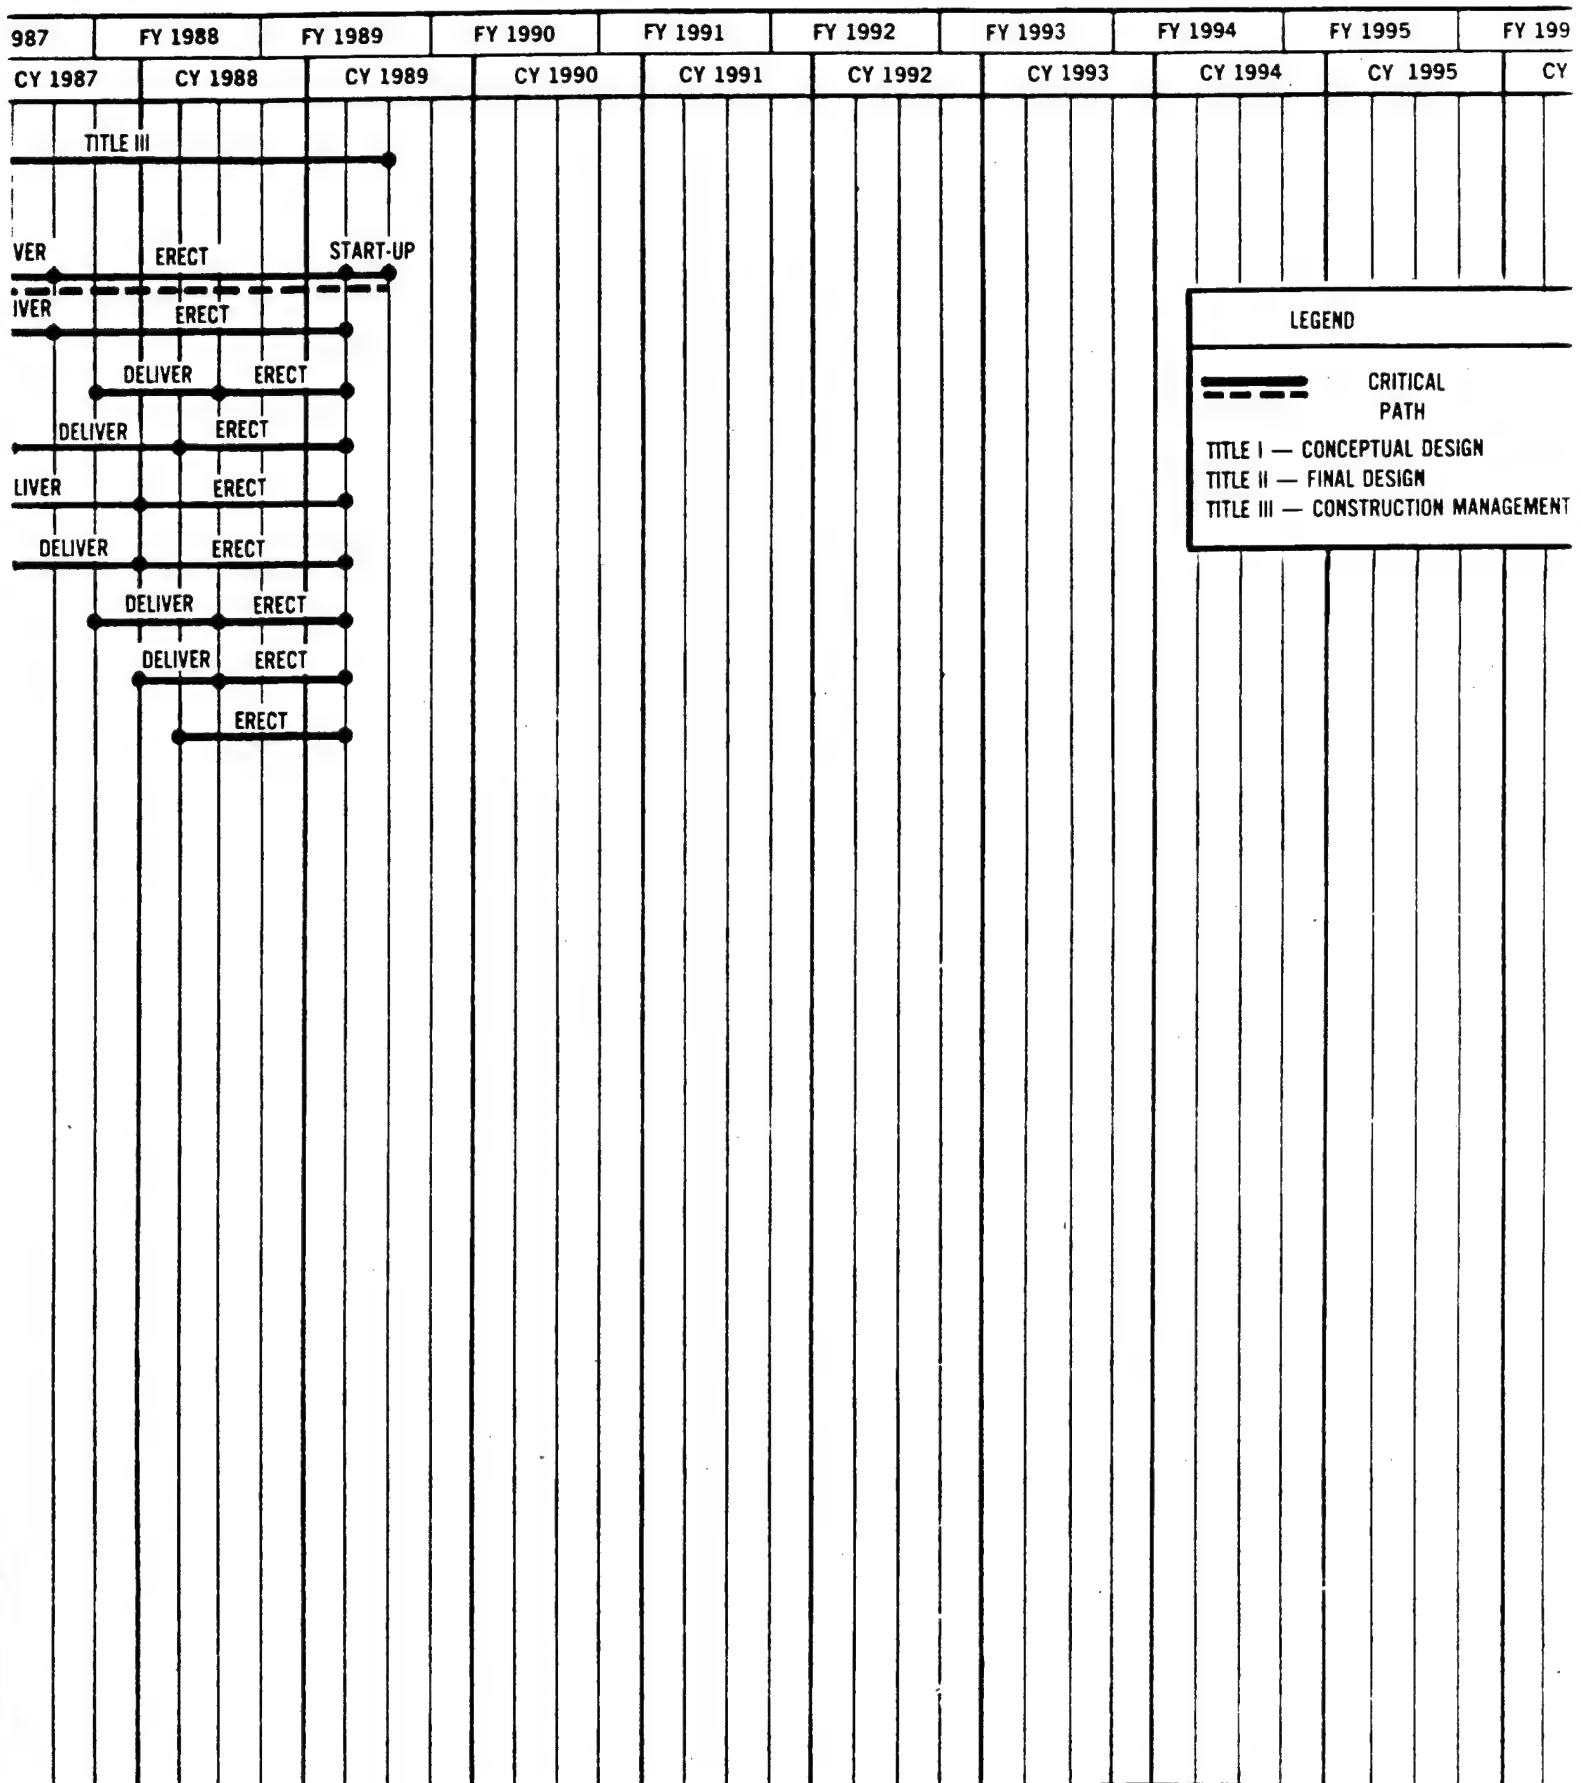 987 FY 1988 FY 1989 FY 1990 FY 1991 FY 1992 FY 1993 FY 1994 FY 1995 FY 199
CY 1987 CY 1988 CY 1989 CY 1990 CY 1991 CY 1992 CY 1993 CY 1994 CY 1995 CY
TITLE III
VER ERECT START-UP
IVER ERECT
DELIVER ERECT
DELIVER ERECT
LIVER ERECT
DELIVER ERECT
DELIVER ERECT
DELIVER ERECT
ERECT
LEGEND
CRITICAL
PATH
TITLE I — CONCEPTUAL DESIGN
TITLE II — FINAL DESIGN
TITLE III — CONSTRUCTION MANAGEMENT